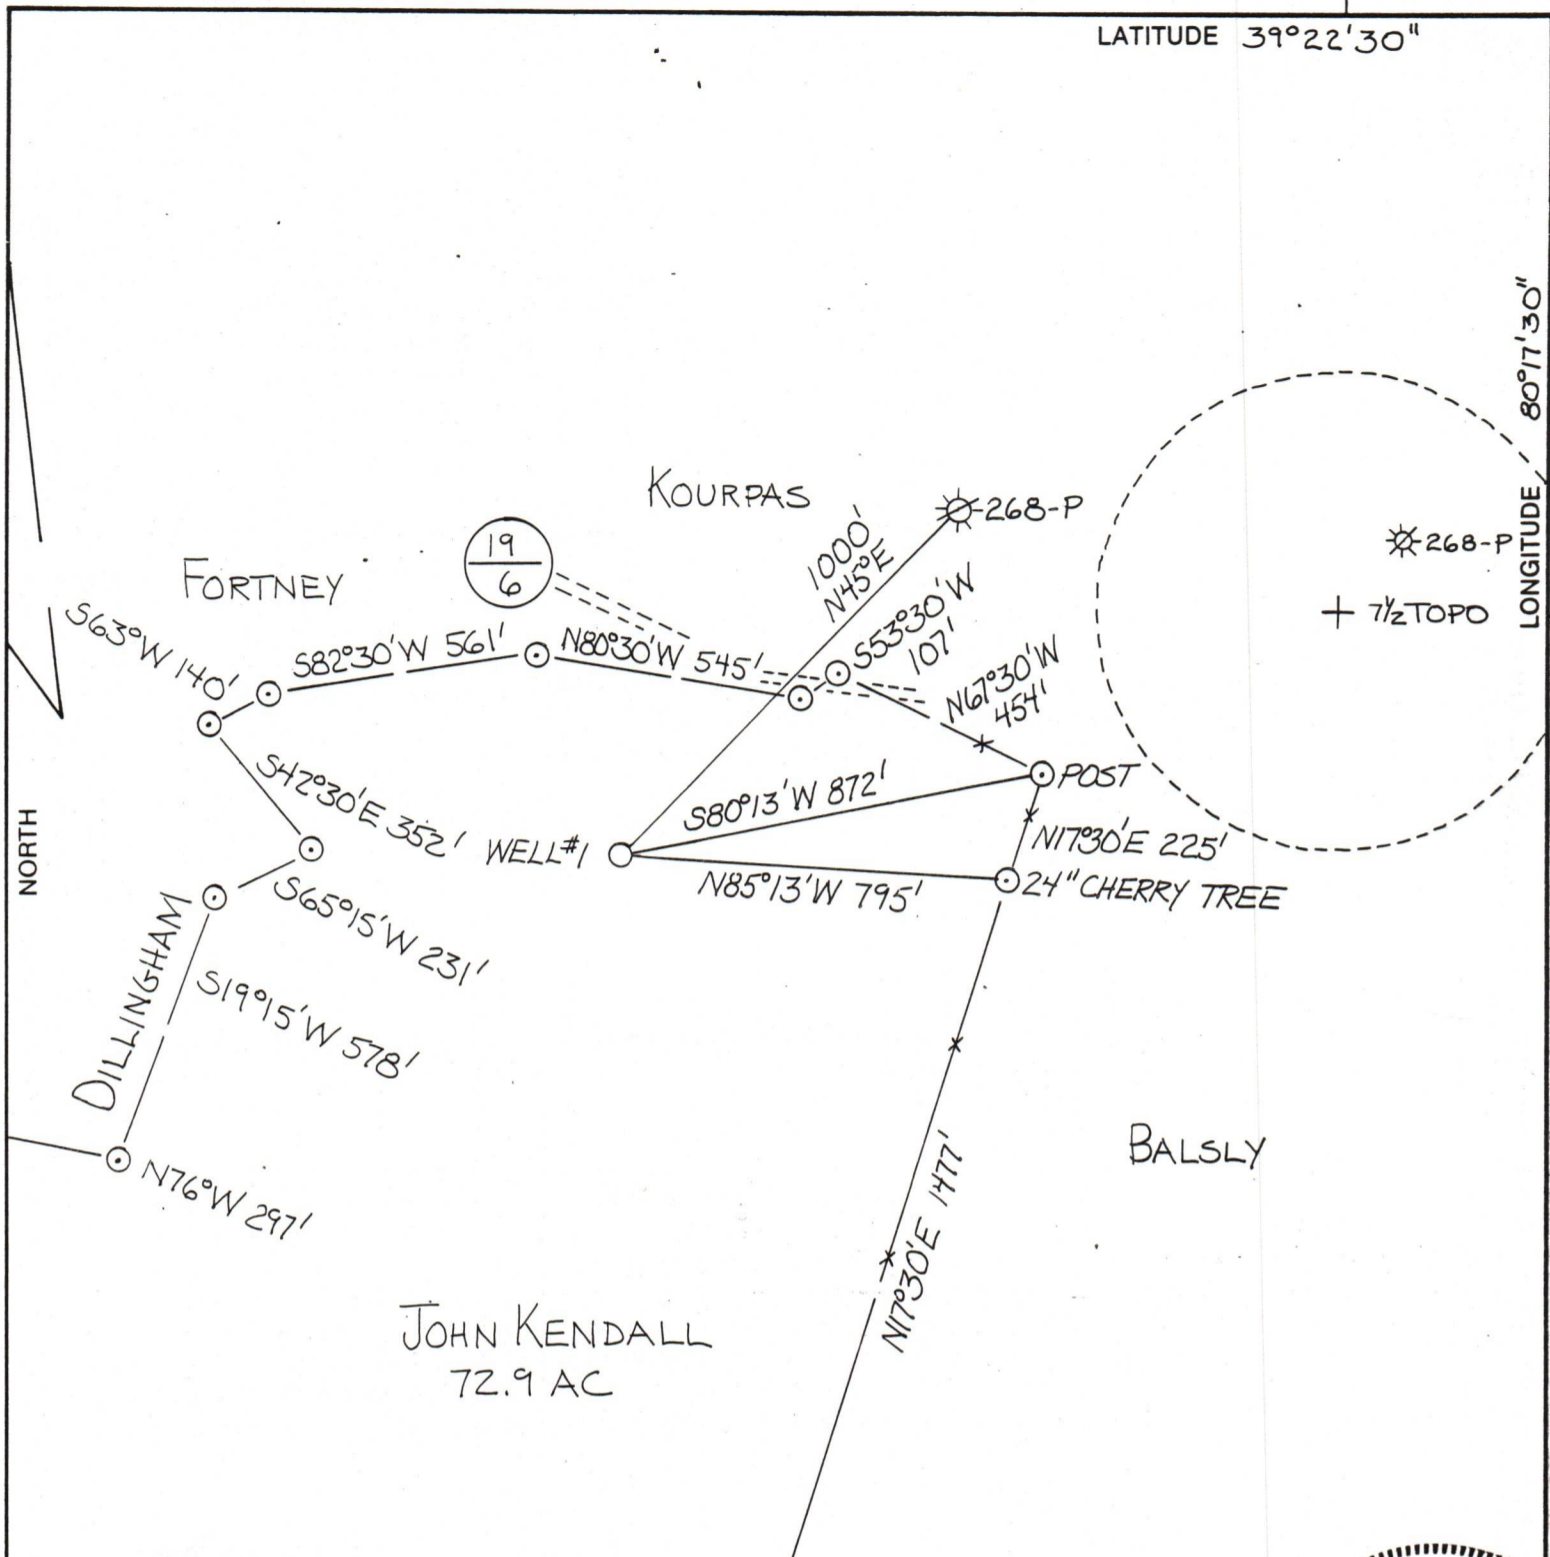 LATITUDE 39°22'30"
LONGITUDE 80°17'30"
KOURPAS
268-P
268-P
7½ TOPO
19
6
FORTNEY
1000'
N45°E
S53°30'W
107'
S63°W 140'
S82°30'W 561'
N80°30'W 545'
N67°30'W
454'
POST
S42°30'E 352'
WELL #1
S80°13'W 872'
N17°30'E 225'
NORTH
N85°13'W 795'
24" CHERRY TREE
S65°15'W 231'
DILLINGHAM
S19°15'W 578'
N76°W 297'
BALSLY
N17°30'E 1477'
JOHN KENDALL
72.9 AC